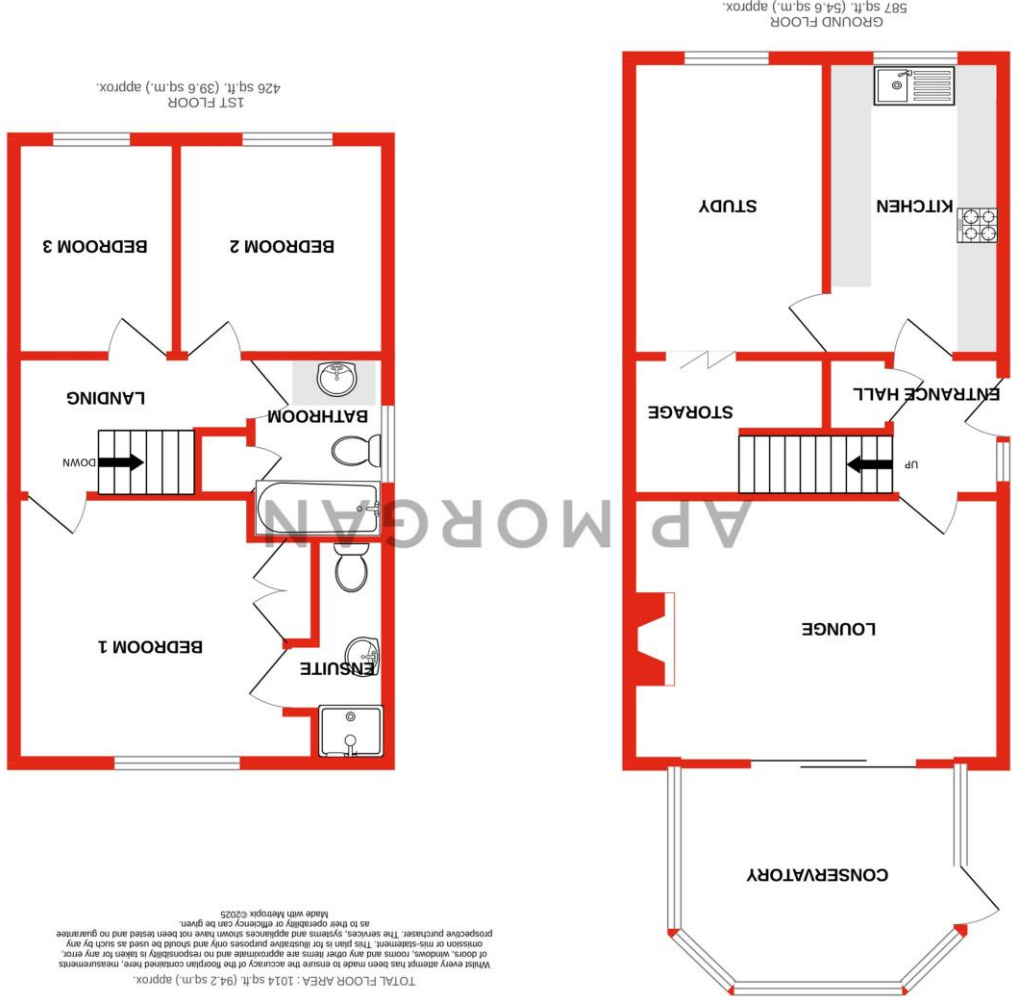 GROUND FLOOR
587 sq.ft. (54.6 sq.m.) approx.
KITCHEN
STUDY
ENTRANCE HALL
STORAGE
UP
LOUNGE
CONSERVATORY
1ST FLOOR
426 sq.ft. (39.6 sq.m.) approx.
BEDROOM 2
BEDROOM 3
BATHROOM
LANDING
DOWN
BEDROOM 1
ENSUITE
AP MORGAN
TOTAL FLOOR AREA : 1014 sq.ft. (94.2 sq.m.) approx.
Whilst every attempt has been made to ensure the accuracy of the floorplan contained here, measurements
of doors, windows, rooms and any other items are approximate and no responsibility is taken for any error,
omission or mis-statement. This plan is for illustrative purposes only and should be used as such by any
prospective purchaser. The services, systems and appliances shown have not been tested and no guarantee
as to their operability or efficiency can be given.
Made with Metropix ©2025